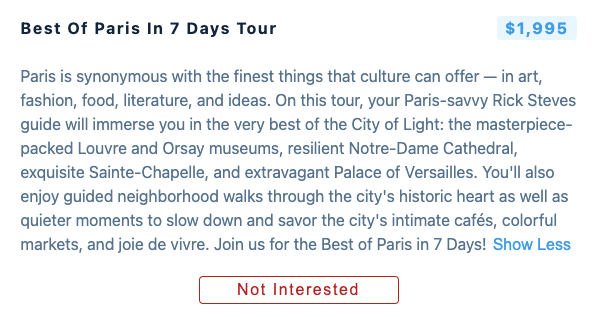 Best Of Paris In 7 Days Tour
$1,995
Paris is synonymous with the finest things that culture can offer — in art,
fashion, food, literature, and ideas. On this tour, your Paris-savvy Rick Steves
guide will immerse you in the very best of the City of Light: the masterpiece-
packed Louvre and Orsay museums, resilient Notre-Dame Cathedral,
exquisite Sainte-Chapelle, and extravagant Palace of Versailles. You'll also
enjoy guided neighborhood walks through the city's historic heart as well as
quieter moments to slow down and savor the city's intimate cafés, colorful
markets, and joie de vivre. Join us for the Best of Paris in 7 Days! Show Less
Not Interested